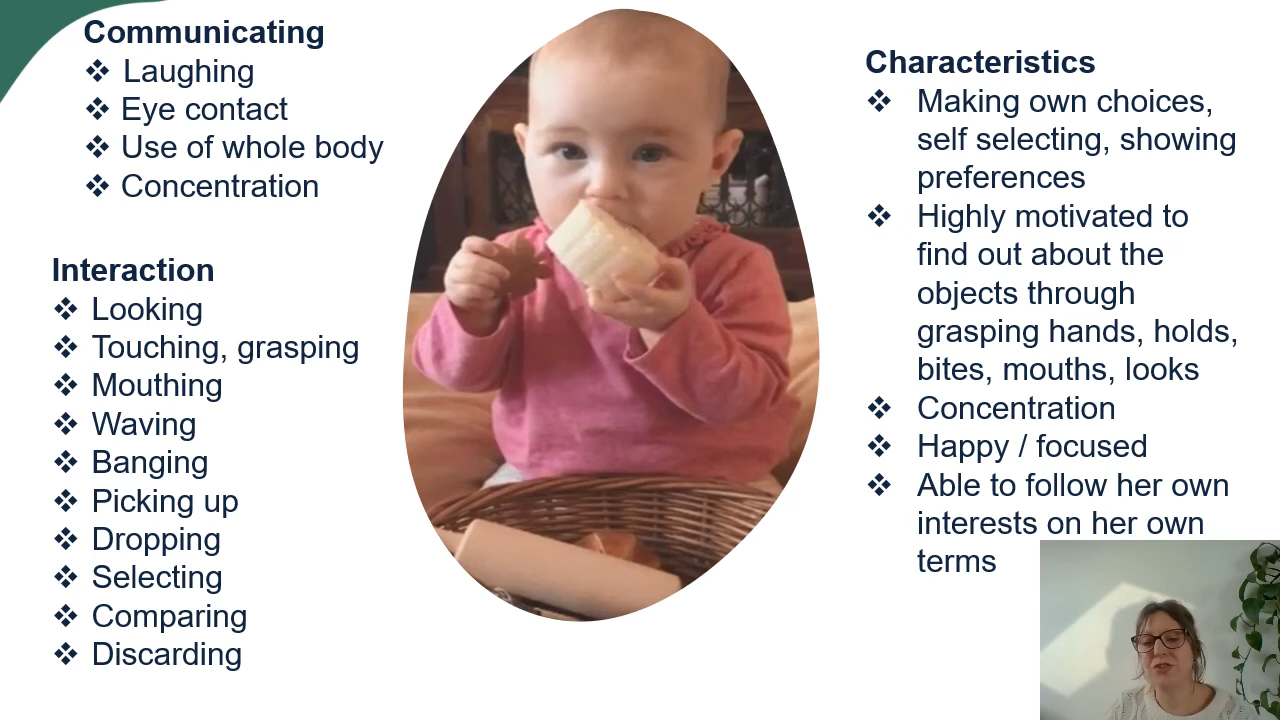 Communicating
❖ Laughing
❖ Eye contact
❖ Use of whole body
❖ Concentration
Interaction
❖ Looking
❖ Touching, grasping
❖ Mouthing
❖ Waving
❖ Banging
❖ Picking up
❖ Dropping
❖ Selecting
❖ Comparing
❖ Discarding
Characteristics
❖ Making own choices,
self selecting, showing
preferences
❖ Highly motivated to
find out about the
objects through
grasping hands, holds,
bites, mouths, looks
❖ Concentration
❖ Happy / focused
❖ Able to follow her own
interests on her own
terms